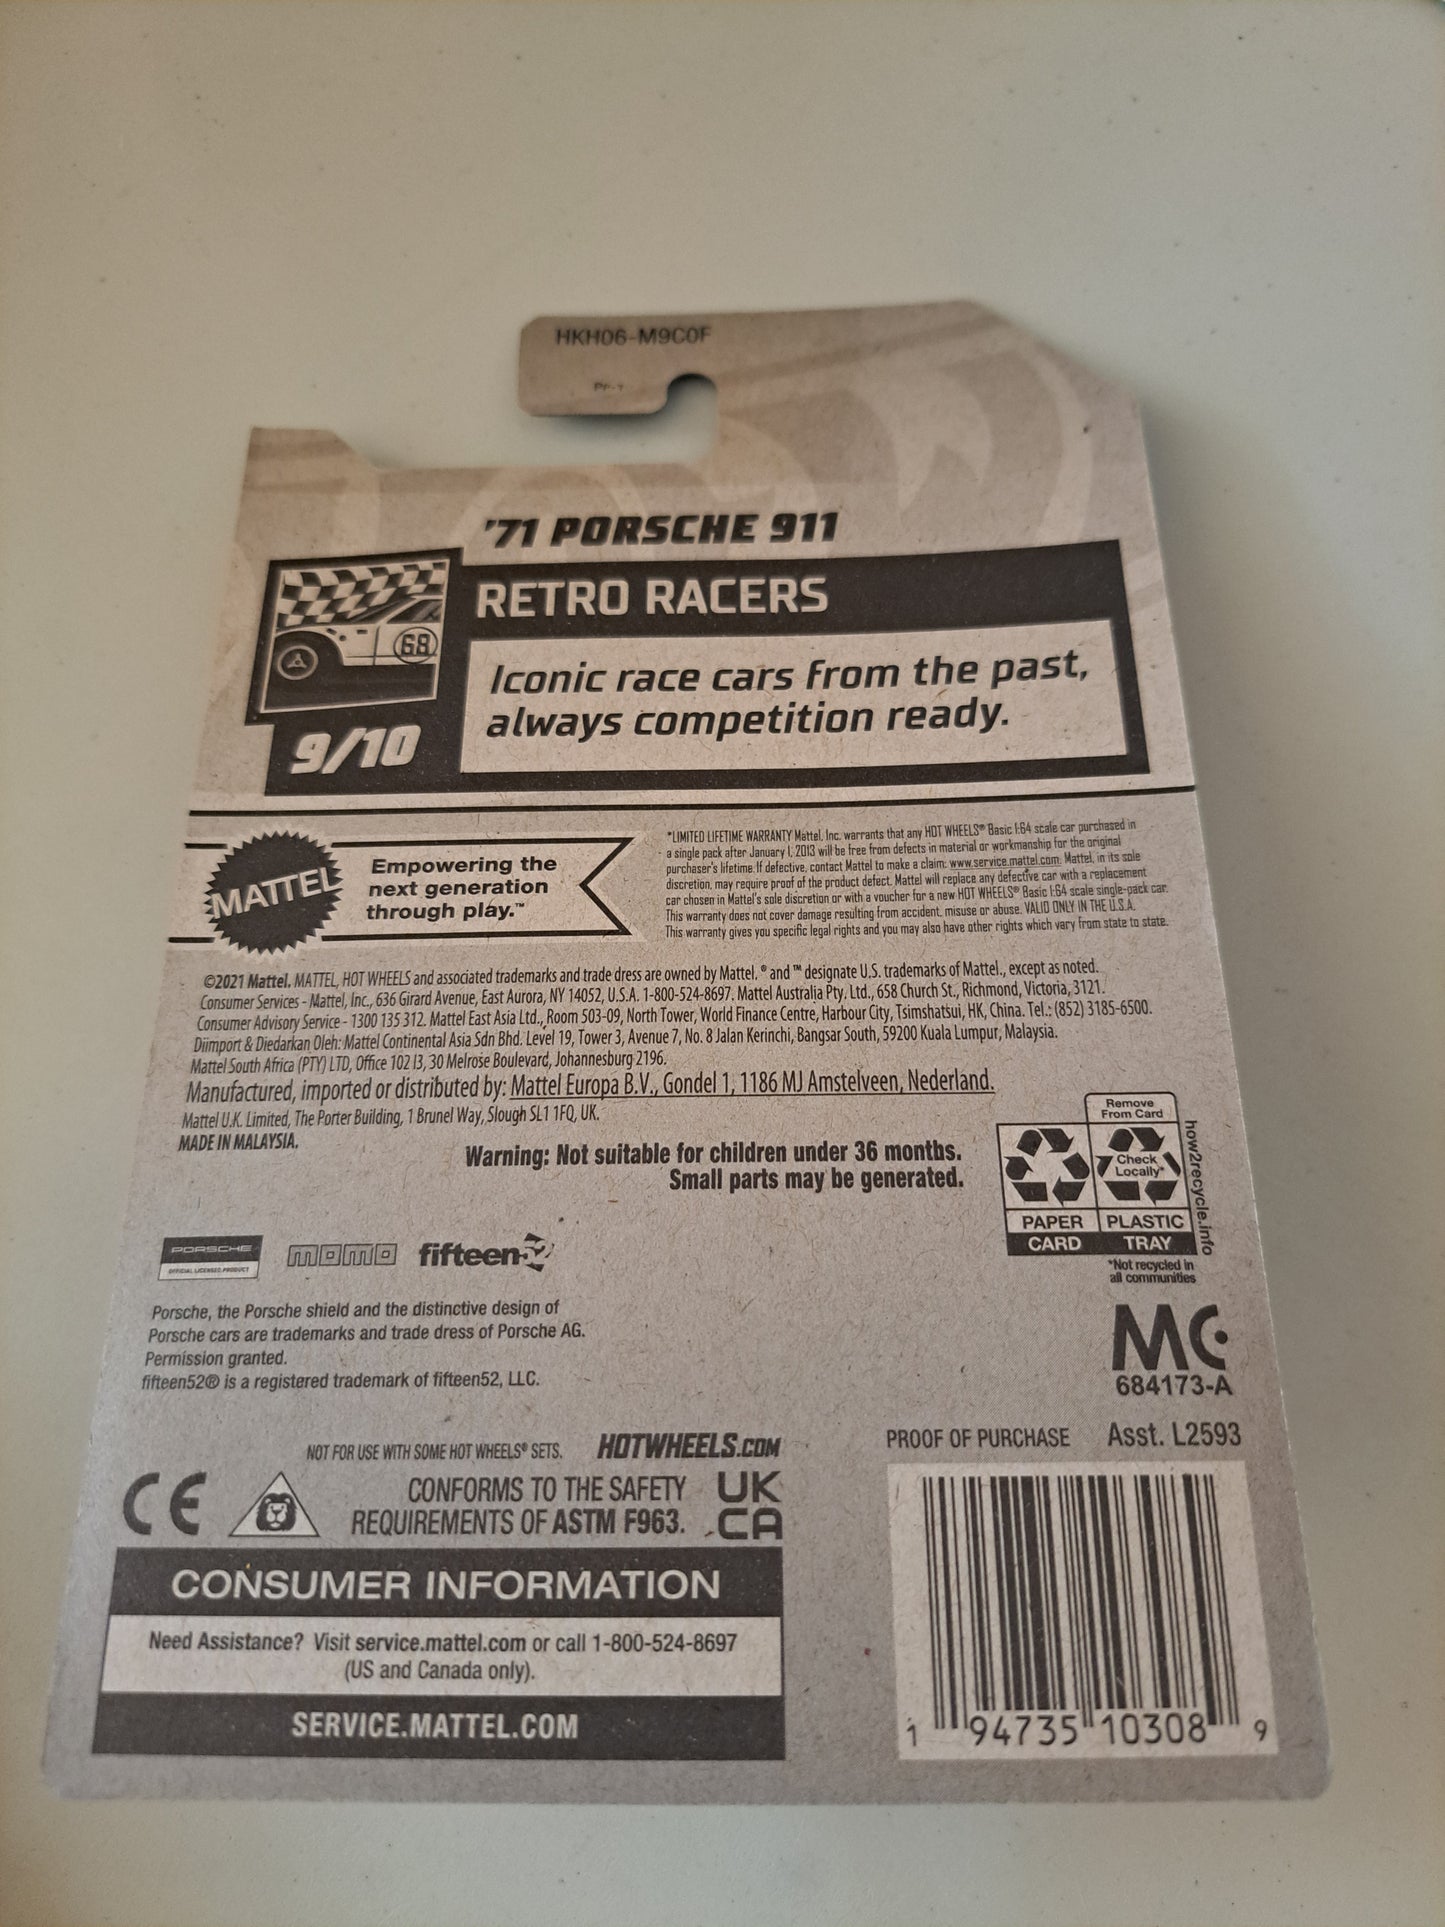 HKH06-M9C0F
'71 PORSCHE 911
RETRO RACERS
68
Iconic race cars from the past,
always competition ready.
9/10
MATTEL
Empowering the
next generation
through play.™
*LIMITED LIFETIME WARRANTY Mattel, Inc. warrants that any HOT WHEELS® Basic 1:64 scale car purchased in
a single pack after January 1, 2013 will be free from defects in material or workmanship for the original
purchaser's lifetime. If defective, contact Mattel to make a claim: www.service.mattel.com. Mattel, in its sole
discretion, may require proof of the product defect. Mattel will replace any defective car with a replacement
car chosen in Mattel's sole discretion or with a voucher for a new HOT WHEELS® Basic 1:64 scale single-pack car.
This warranty does not cover damage resulting from accident, misuse or abuse. VALID ONLY IN THE U.S.A.
This warranty gives you specific legal rights and you may also have other rights which vary from state to state.
©2021 Mattel. MATTEL, HOT WHEELS and associated trademarks and trade dress are owned by Mattel. ® and ™ designate U.S. trademarks of Mattel., except as noted.
Consumer Services - Mattel, Inc., 636 Girard Avenue, East Aurora, NY 14052, U.S.A. 1-800-524-8697. Mattel Australia Pty. Ltd., 658 Church St., Richmond, Victoria, 3121.
Consumer Advisory Service - 1300 135 312. Mattel East Asia Ltd., Room 503-09, North Tower, World Finance Centre, Harbour City, Tsimshatsui, HK, China. Tel.: (852) 3185-6500.
Diimport & Diedarkan Oleh: Mattel Continental Asia Sdn Bhd. Level 19, Tower 3, Avenue 7, No. 8 Jalan Kerinchi, Bangsar South, 59200 Kuala Lumpur, Malaysia.
Mattel South Africa (PTY) LTD, Office 102 I3, 30 Melrose Boulevard, Johannesburg 2196.
Manufactured, imported or distributed by: Mattel Europa B.V., Gondel 1, 1186 MJ Amstelveen, Nederland.
Mattel U.K. Limited, The Porter Building, 1 Brunel Way, Slough SL1 1FQ, UK.
MADE IN MALAYSIA.
Warning: Not suitable for children under 36 months.
Small parts may be generated.
Remove
From Card
Check
Locally*
PAPER
CARD
PLASTIC
TRAY
how2recycle.info
*Not recycled in
all communities
PORSCHE
OFFICIAL LICENSED PRODUCT
momo
fifteen52
Porsche, the Porsche shield and the distinctive design of
Porsche cars are trademarks and trade dress of Porsche AG.
Permission granted.
fifteen52® is a registered trademark of fifteen52, LLC.
MC
684173-A
NOT FOR USE WITH SOME HOT WHEELS® SETS.
HOTWHEELS.COM
PROOF OF PURCHASE Asst. L2593
CE
CONFORMS TO THE SAFETY
REQUIREMENTS OF ASTM F963.
UK
CA
CONSUMER INFORMATION
Need Assistance? Visit service.mattel.com or call 1-800-524-8697
(US and Canada only).
SERVICE.MATTEL.COM
1 94735 10308 9